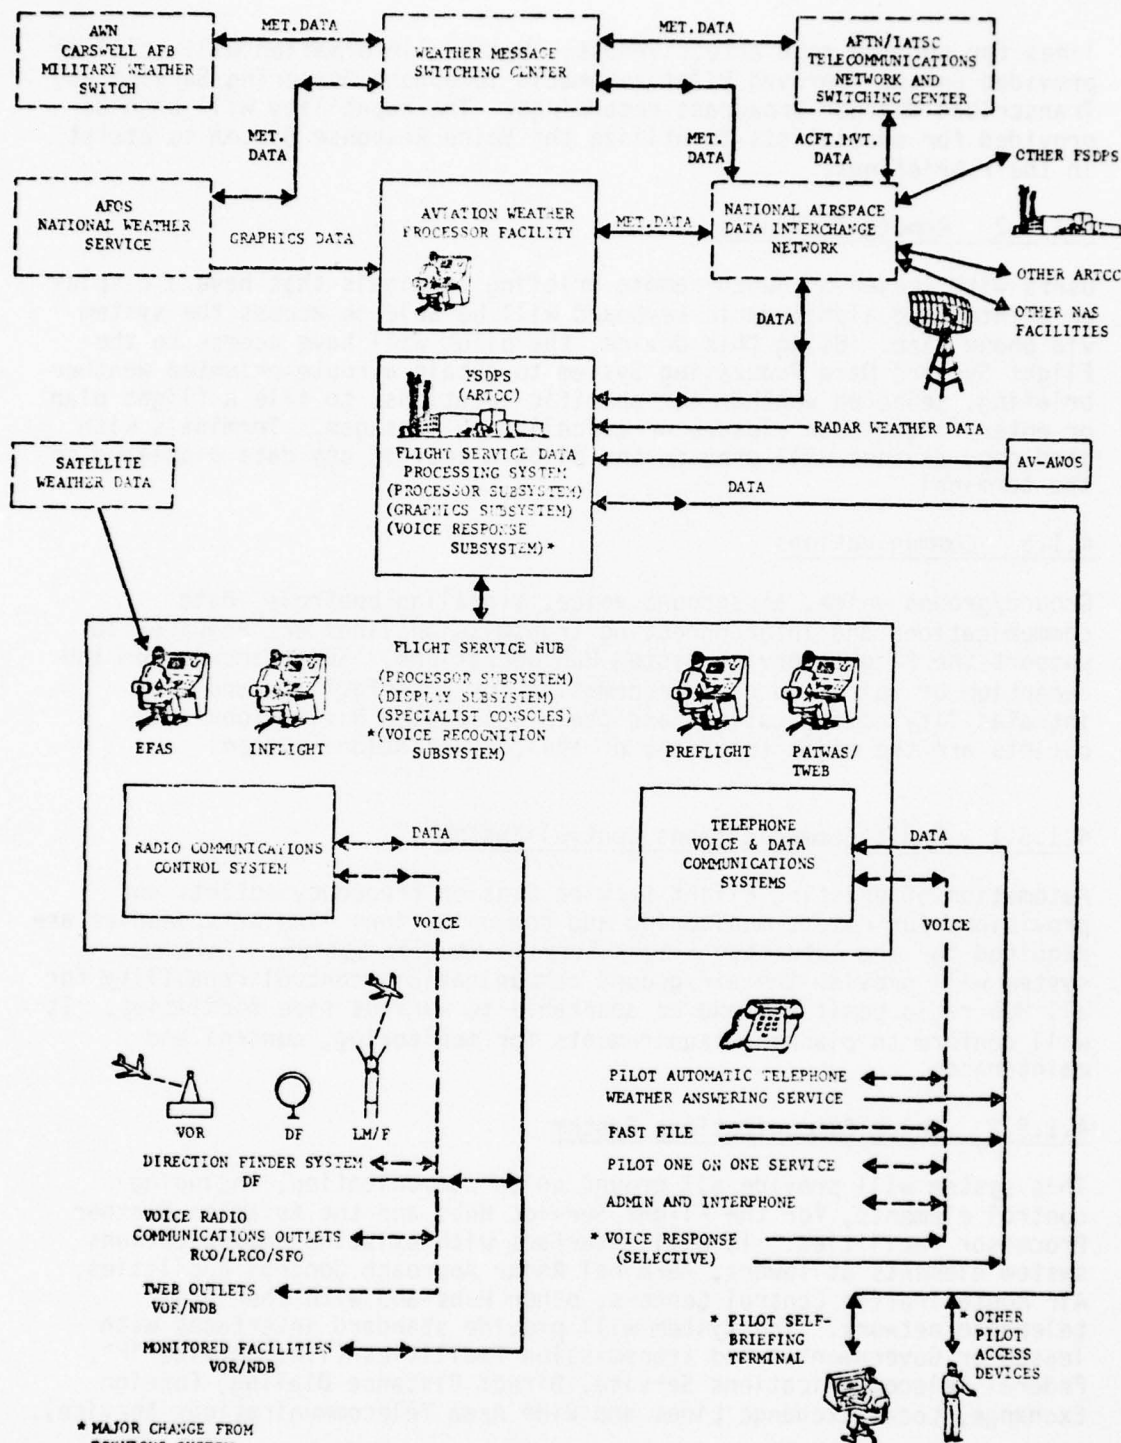 AWN
CARSWELL AFB
MILITARY WEATHER
SWITCH
MET.DATA
WEATHER MESSAGE
SWITCHING CENTER
MET.DATA
AFTN/IATSC
TELECOMMUNICATIONS
NETWORK AND
SWITCHING CENTER
MET.
DATA
MET.
DATA
ACFT.MVT.
DATA
OTHER FSDPS
AFOS
NATIONAL WEATHER
SERVICE
GRAPHICS DATA
AVIATION WEATHER
PROCESSOR FACILITY
MET.DATA
NATIONAL AIRSPACE
DATA INTERCHANGE
NETWORK
OTHER ARTCC
OTHER NAS
FACILITIES
DATA
FSDPS
(ARTCC)
RADAR WEATHER DATA
FLIGHT SERVICE DATA
PROCESSING SYSTEM
(PROCESSOR SUBSYSTEM)
(GRAPHICS SUBSYSTEM)
(VOICE RESPONSE
SUBSYSTEM)*
AV-AWOS
DATA
SATELLITE
WEATHER DATA
FLIGHT SERVICE HUB
(PROCESSOR SUBSYSTEM)
(DISPLAY SUBSYSTEM)
(SPECIALIST CONSOLES)
*(VOICE RECOGNITION
SUBSYSTEM)
EFAS
INFLIGHT
PREFLIGHT
PATWAS/
TWEB
RADIO COMMUNICATIONS
CONTROL SYSTEM
DATA
VOICE
TELEPHONE
VOICE & DATA
COMMUNICATIONS
SYSTEMS
DATA
VOICE
VOR
DF
LM/F
DIRECTION FINDER SYSTEM
DF
VOICE RADIO
COMMUNICATIONS OUTLETS
RCO/LRCO/SFO
TWEB OUTLETS
VOR/NDB
MONITORED FACILITIES
VOR/NDB
PILOT AUTOMATIC TELEPHONE
WEATHER ANSWERING SERVICE
FAST FILE
PILOT ONE ON ONE SERVICE
ADMIN AND INTERPHONE
* VOICE RESPONSE
(SELECTIVE)
* PILOT SELF-
BRIEFING
TERMINAL
* OTHER
PILOT
ACCESS
DEVICES
* MAJOR CHANGE FROM